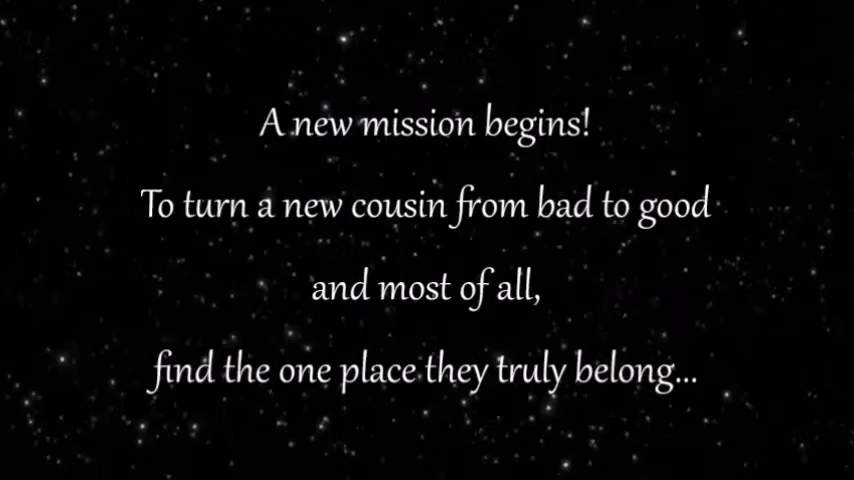 A new mission begins!
To turn a new cousin from bad to good
and most of all,
find the one place they truly belong...